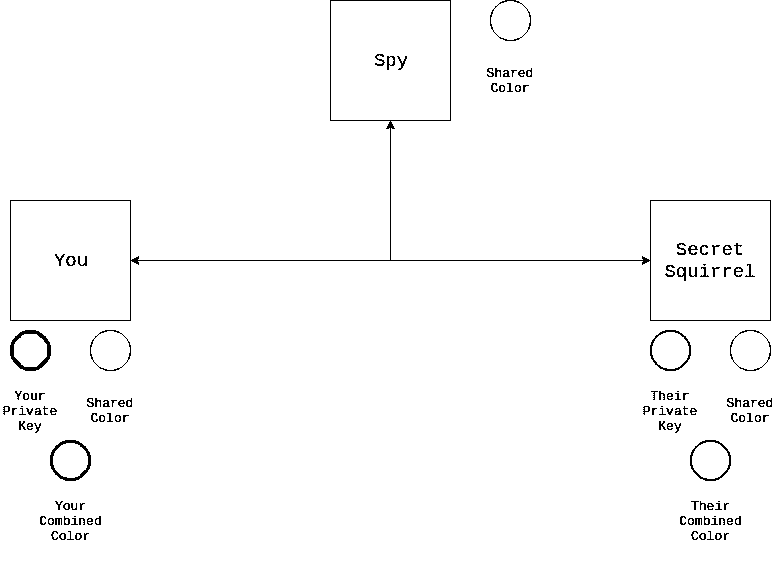 Spy
Shared
Color
You
Secret
Squirrel
Your
Private
Key
Shared
Color
Their
Private
Key
Shared
Color
Your
Combined
Color
Their
Combined
Color